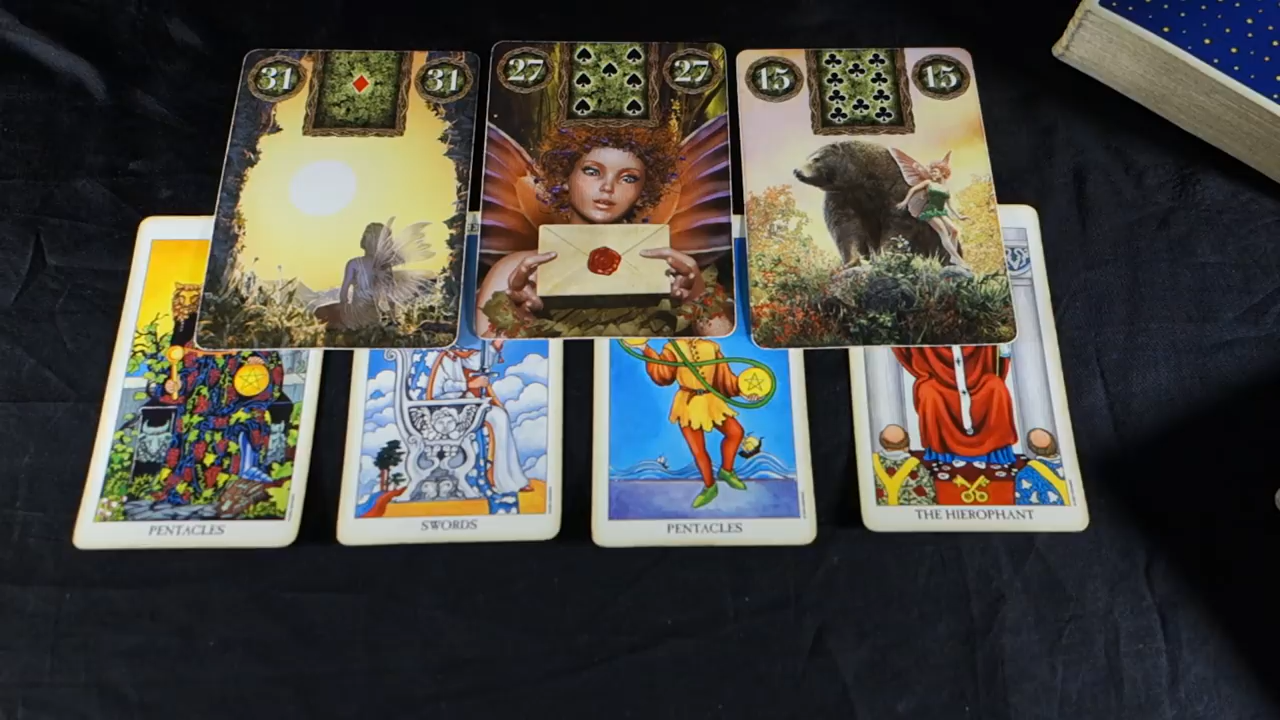 31 31
27 27
15 15
PENTACLES
SWORDS
PENTACLES
THE HIEROPHANT